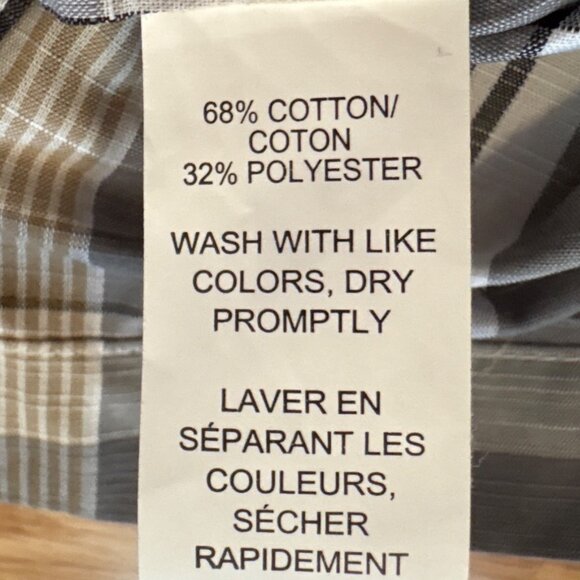 68% COTTON/
COTON
32% POLYESTER
WASH WITH LIKE
COLORS, DRY
PROMPTLY
LAVER EN
SÉPARANT LES
COULEURS,
SÉCHER
RAPIDEMENT